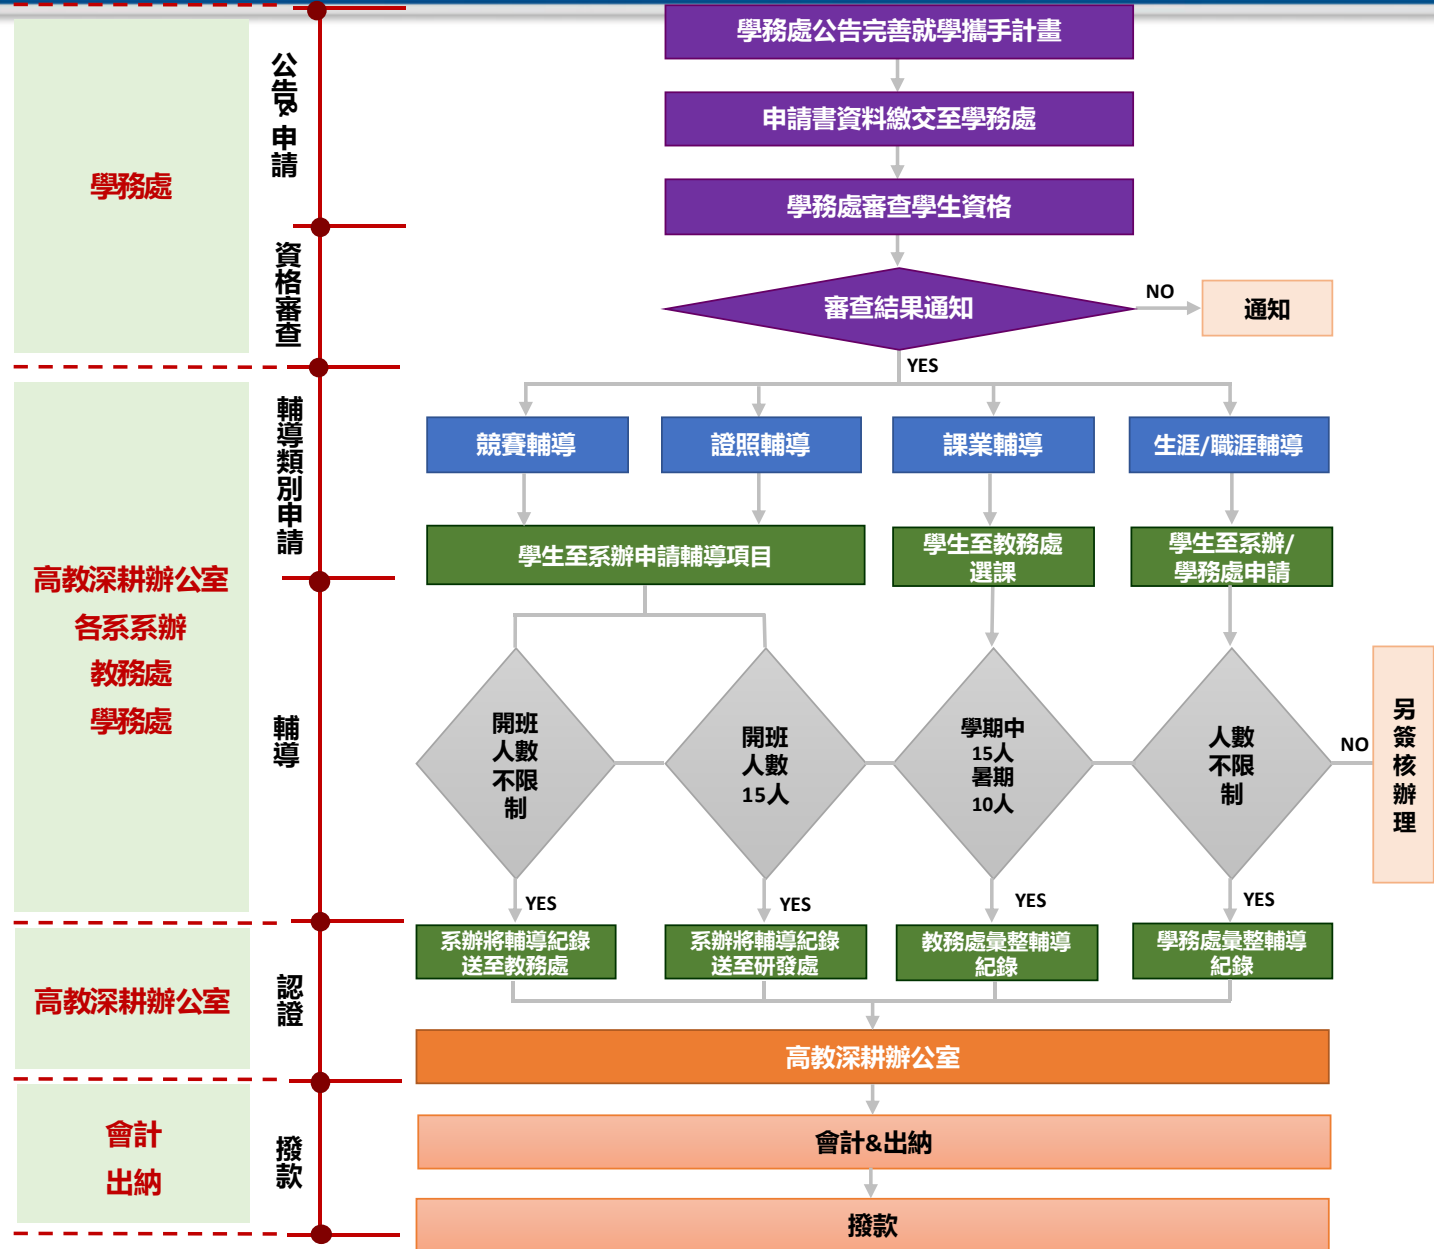 學務處公告完善就學攜手計畫
申請書資料繳交至學務處
學務處審查學生資格
審查結果通知
NO
通知
YES
學務處
公告&申請
資格審查
競賽輔導
證照輔導
課業輔導
生涯/職涯輔導
學生至系辦申請輔導項目
學生至教務處
選課
學生至系辦/
學務處申請
輔導類別申請
高教深耕辦公室
各系系辦
教務處
學務處
輔導
開班
人數
不限
制
開班
人數
15人
學期中
15人
暑期
10人
人數
不限
制
NO
另簽核辦理
YES
YES
YES
YES
系辦將輔導紀錄
送至教務處
系辦將輔導紀錄
送至研發處
教務處彙整輔導
紀錄
學務處彙整輔導
紀錄
高教深耕辦公室
認證
高教深耕辦公室
會計
出納
撥款
會計&出納
撥款